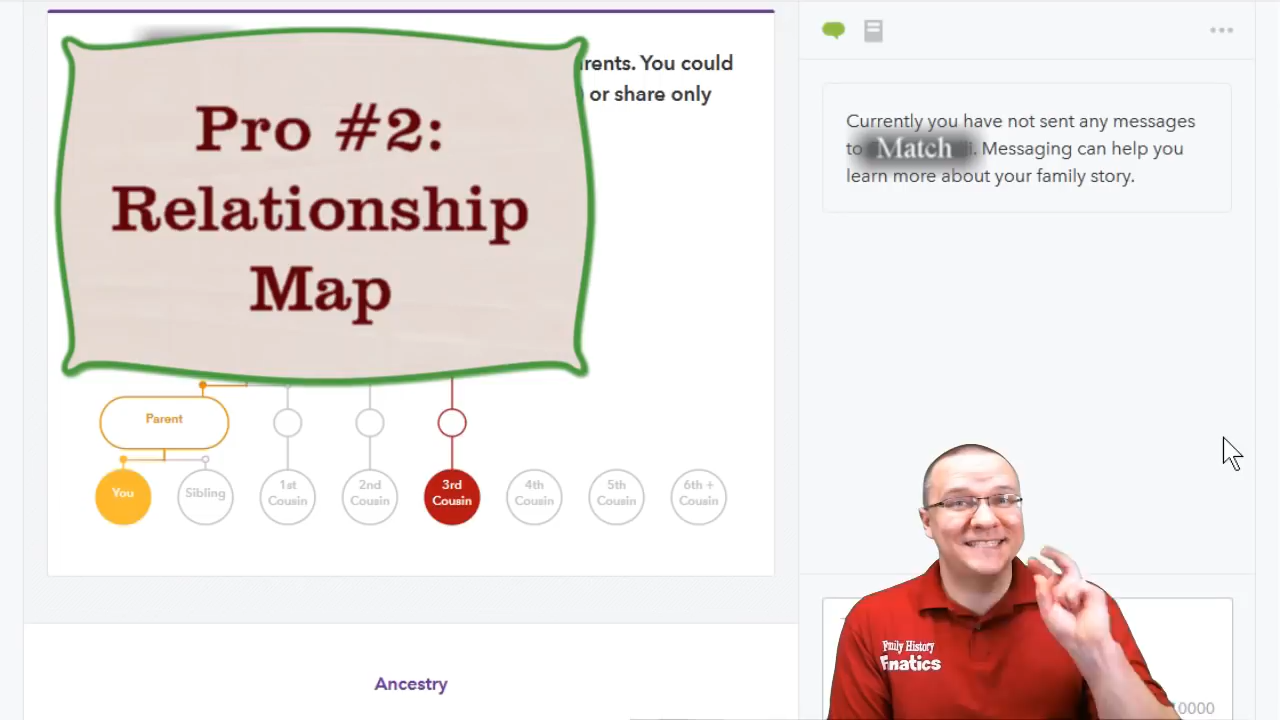 Pro #2:
Relationship
Map
rents. You could
or share only
Currently you have not sent any messages
to Match i. Messaging can help you
learn more about your family story.
Parent
You
Sibling
1st
Cousin
2nd
Cousin
3rd
Cousin
4th
Cousin
5th
Cousin
6th +
Cousin
Ancestry
Fmily History
Fnatics
0000